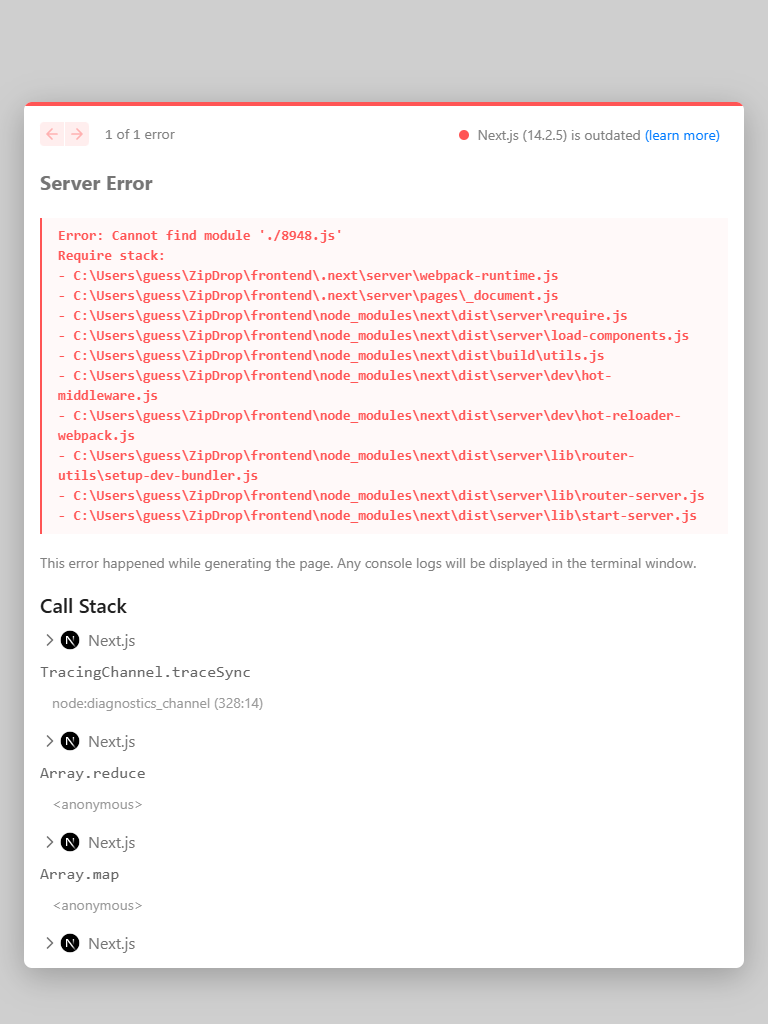 1 of 1 error
Next.js (14.2.5) is outdated (learn more)
Server Error
Error: Cannot find module './8948.js'
Require stack:
- C:\Users\guess\ZipDrop\frontend\.next\server\webpack-runtime.js
- C:\Users\guess\ZipDrop\frontend\.next\server\pages\_document.js
- C:\Users\guess\ZipDrop\frontend\node_modules\next\dist\server\require.js
- C:\Users\guess\ZipDrop\frontend\node_modules\next\dist\server\load-components.js
- C:\Users\guess\ZipDrop\frontend\node_modules\next\dist\build\utils.js
- C:\Users\guess\ZipDrop\frontend\node_modules\next\dist\server\dev\hot-
middleware.js
- C:\Users\guess\ZipDrop\frontend\node_modules\next\dist\server\dev\hot-reloader-
webpack.js
- C:\Users\guess\ZipDrop\frontend\node_modules\next\dist\server\lib\router-
utils\setup-dev-bundler.js
- C:\Users\guess\ZipDrop\frontend\node_modules\next\dist\server\lib\router-server.js
- C:\Users\guess\ZipDrop\frontend\node_modules\next\dist\server\lib\start-server.js
This error happened while generating the page. Any console logs will be displayed in the terminal window.
Call Stack
Next.js
TracingChannel.traceSync
node:diagnostics_channel (328:14)
Next.js
Array.reduce
<anonymous>
Next.js
Array.map
<anonymous>
Next.js